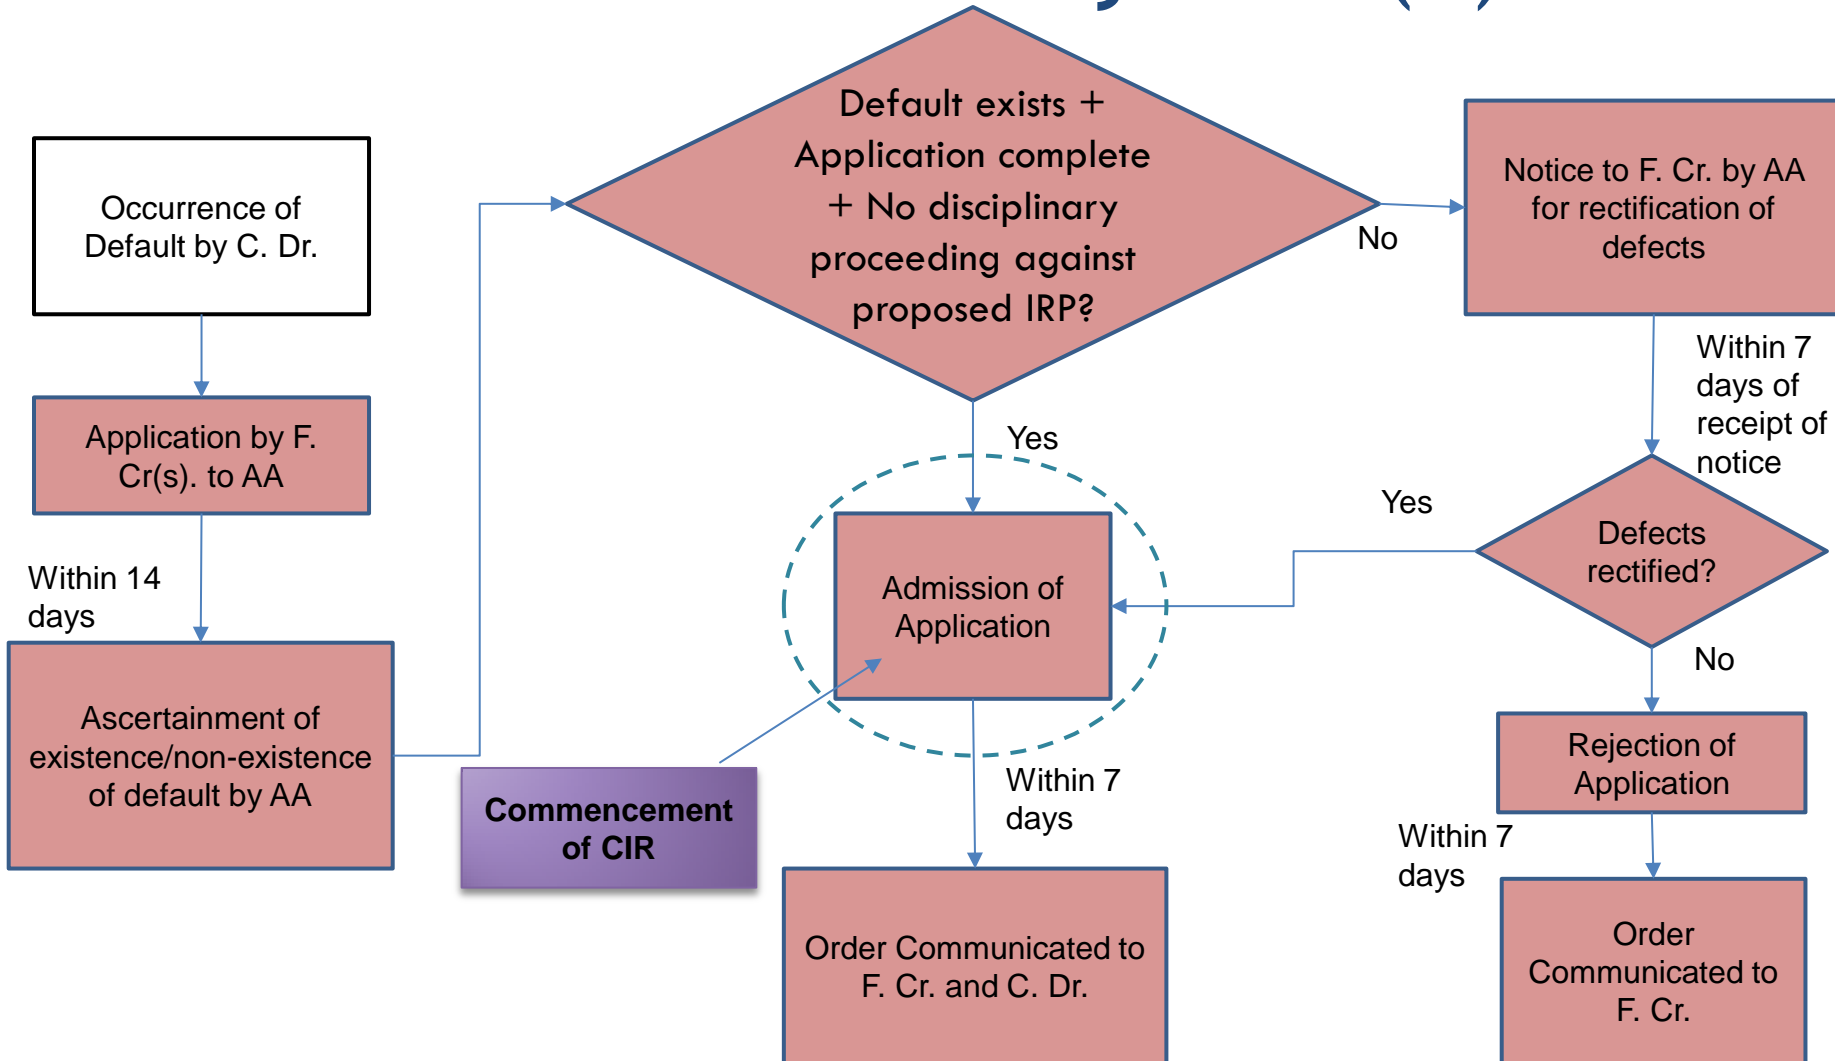 Occurrence of
Default by C. Dr.
Application by F.
Cr(s). to AA
Within 14
days
Ascertainment of
existence/non-existence
of default by AA
Default exists +
Application complete
+ No disciplinary
proceeding against
proposed IRP?
No
Notice to F. Cr. by AA
for rectification of
defects
Within 7
days of
receipt of
notice
Yes
Yes
Defects
rectified?
Admission of
Application
No
Commencement
of CIR
Within 7
days
Rejection of
Application
Within 7
days
Order Communicated to
F. Cr. and C. Dr.
Order
Communicated to
F. Cr.